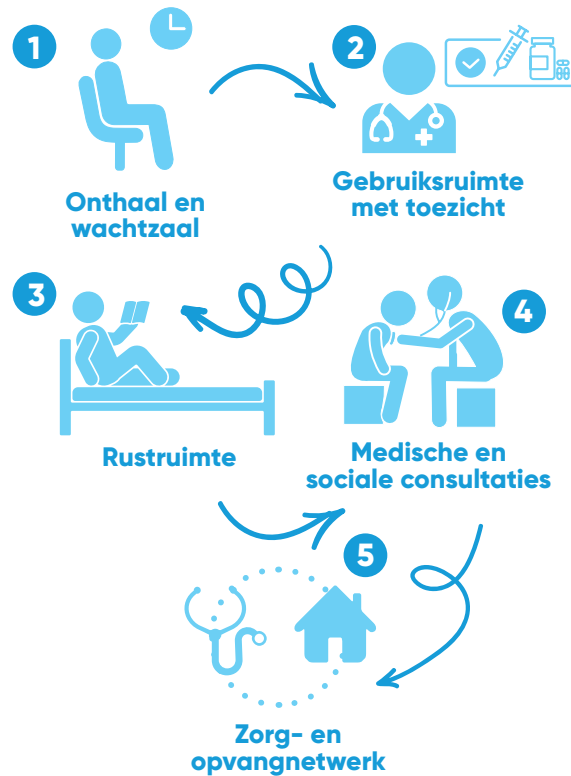 1
Onthaal en
wachtzaal
2
Gebruiksruimte
met toezicht
3
Rustruimte
4
Medische en
sociale consultaties
5
Zorg- en
opvangnetwerk